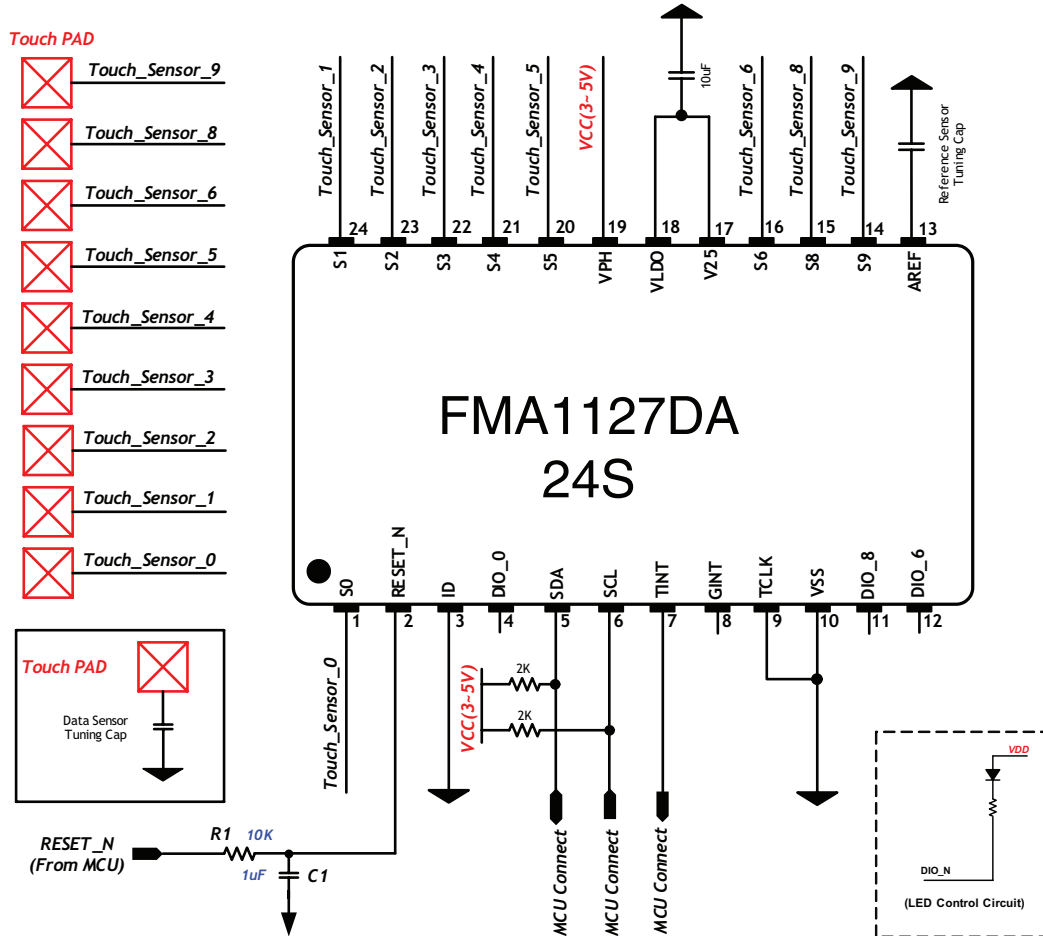 Touch PAD
Touch_Sensor_9
Touch_Sensor_8
Touch_Sensor_6
Touch_Sensor_5
Touch_Sensor_4
Touch_Sensor_3
Touch_Sensor_2
Touch_Sensor_1
Touch_Sensor_0
Touch_Sensor_1
Touch_Sensor_2
Touch_Sensor_3
Touch_Sensor_4
Touch_Sensor_5
VCC(3~5V)
10uF
Touch_Sensor_6
Touch_Sensor_8
Touch_Sensor_9
Reference Sensor
Tuning Cap
24
23
22
21
20
19
18
17
16
15
14
13
S1
S2
S3
S4
S5
VPH
VLDO
V25
S6
S8
S9
AREF
FMA1127DA
24S
S0
RESET_N
ID
DIO_0
SDA
SCL
TINT
GINT
TCLK
VSS
DIO_8
DIO_6
1
2
3
4
5
6
7
8
9
10
11
12
Touch_Sensor_0
VCC(3~5V)
2K
2K
MCU Connect
MCU Connect
MCU Connect
Touch PAD
Data Sensor
Tuning Cap
RESET_N
(From MCU)
R1 10K
1uF C1
VDD
DIO_N
(LED Control Circuit)